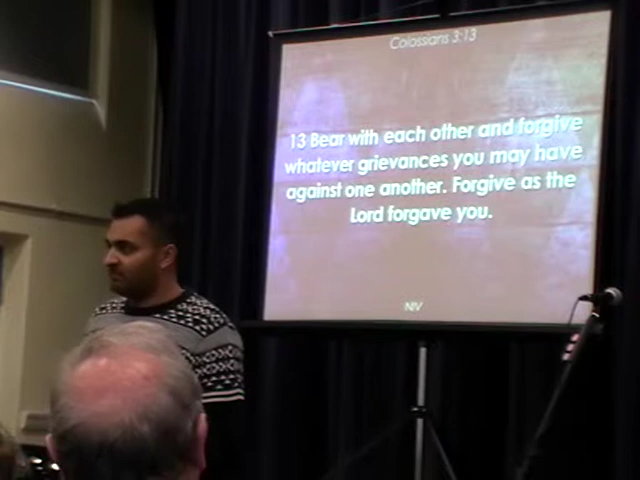 Colossians 3:13
13 Bear with each other and forgive
whatever grievances you may have
against one another. Forgive as the
Lord forgave you.
NIV